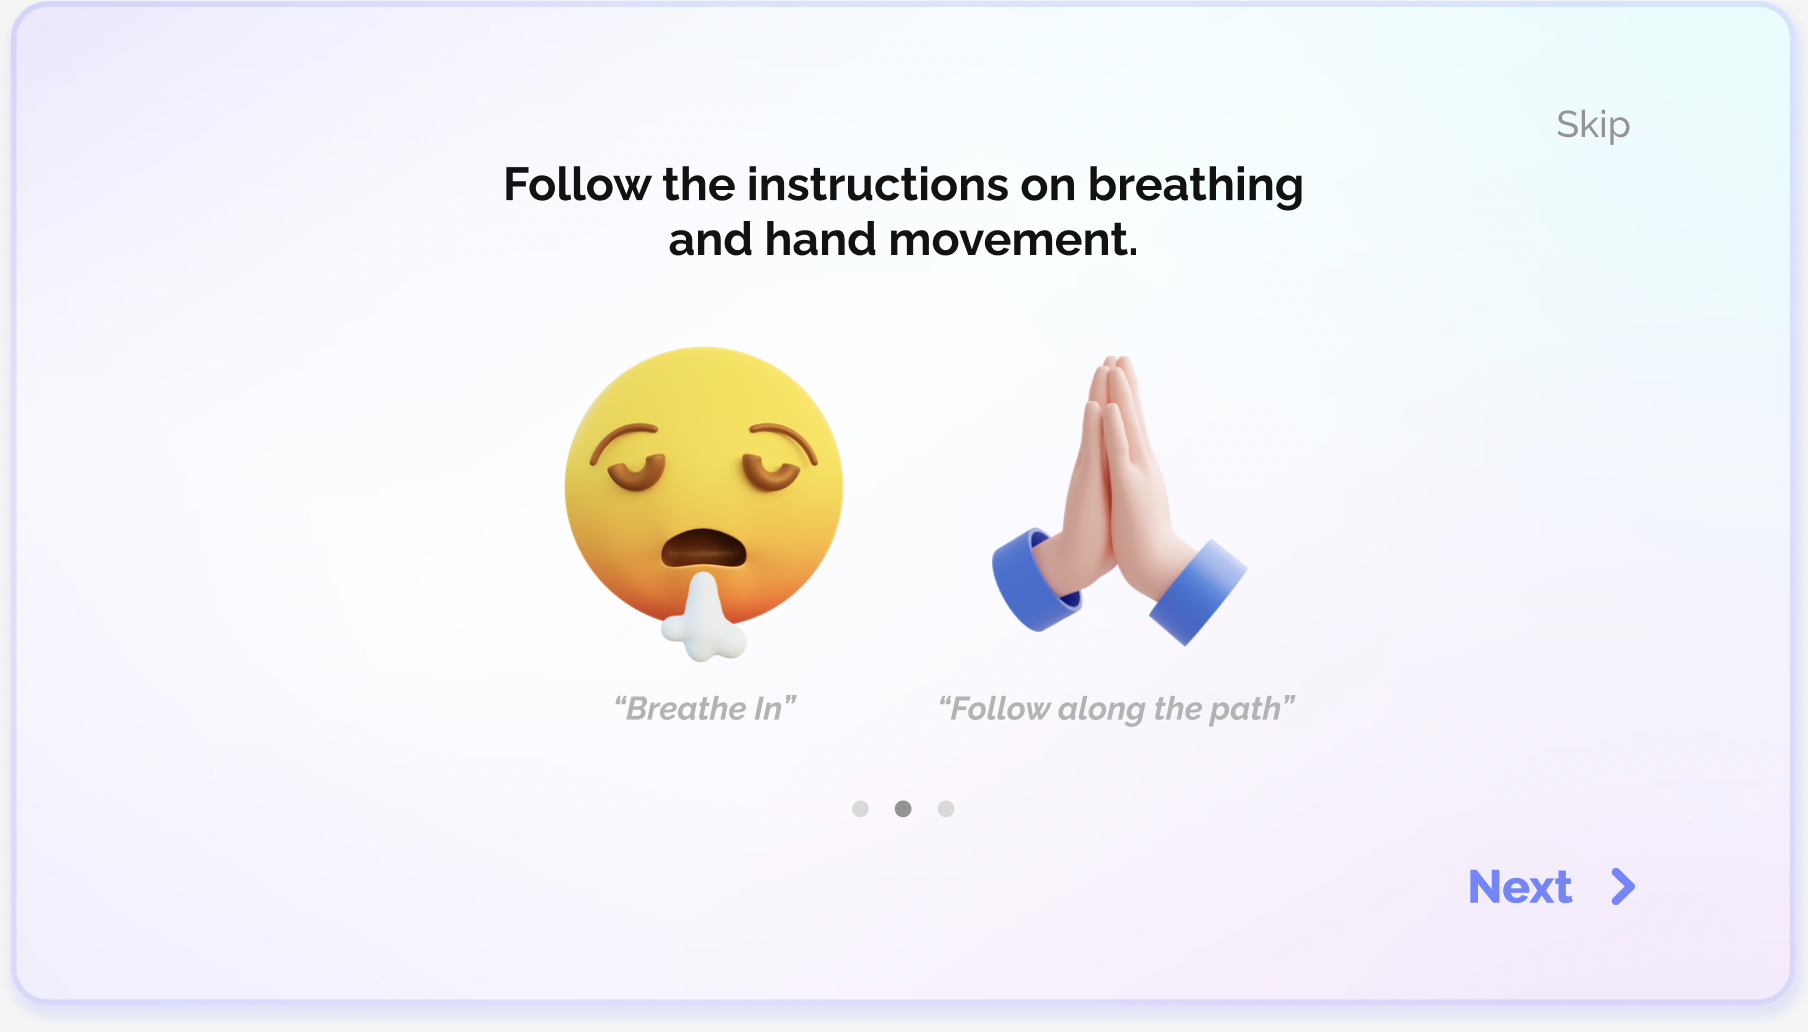 Skip
Follow the instructions on breathing
and hand movement.
“Breathe In”
“Follow along the path”
Next